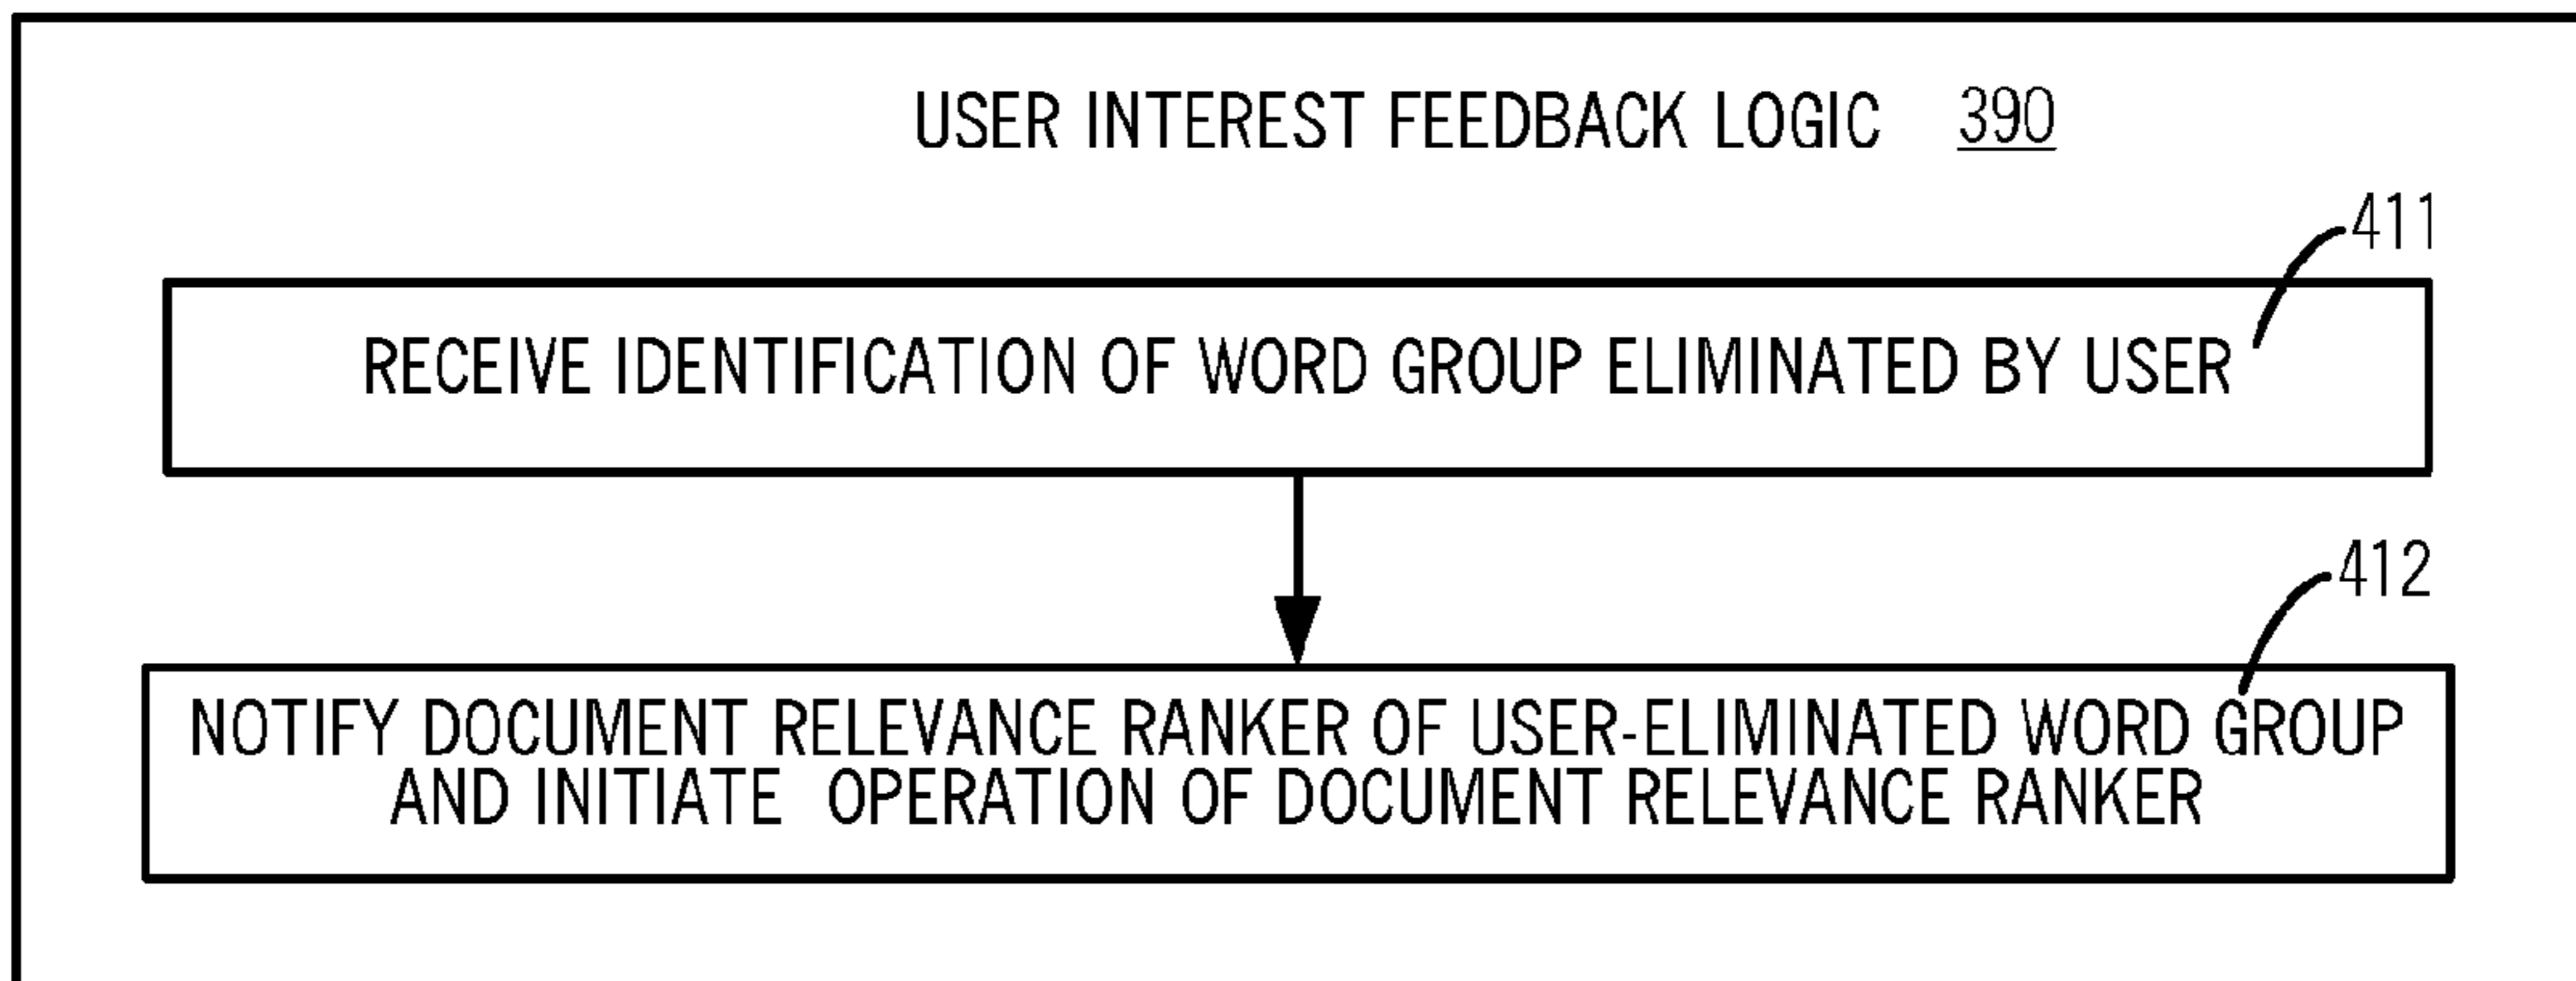 USER INTEREST FEEDBACK LOGIC 390
411
RECEIVE IDENTIFICATION OF WORD GROUP ELIMINATED BY USER
412
NOTIFY DOCUMENT RELEVANCE RANKER OF USER-ELIMINATED WORD GROUP
AND INITIATE OPERATION OF DOCUMENT RELEVANCE RANKER